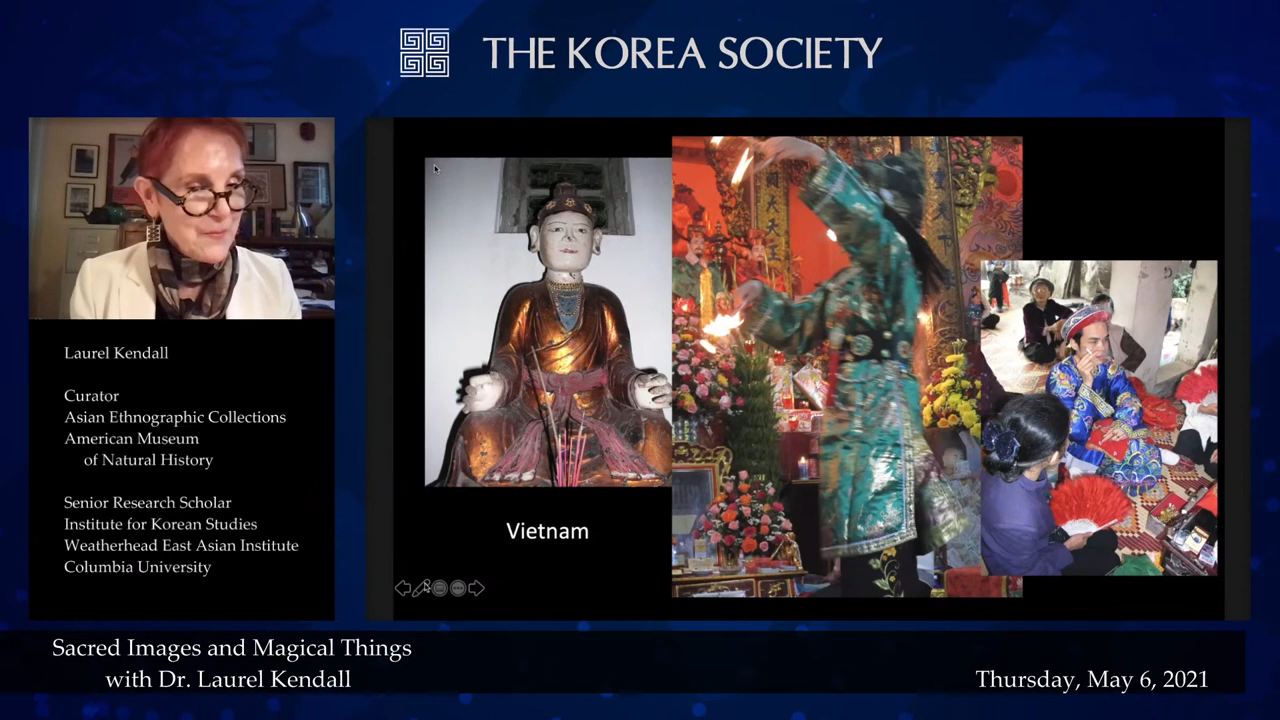 THE KOREA SOCIETY
Laurel Kendall
Curator
Asian Ethnographic Collections
American Museum
of Natural History
Senior Research Scholar
Institute for Korean Studies
Weatherhead East Asian Institute
Columbia University
Vietnam
Sacred Images and Magical Things
with Dr. Laurel Kendall
Thursday, May 6, 2021